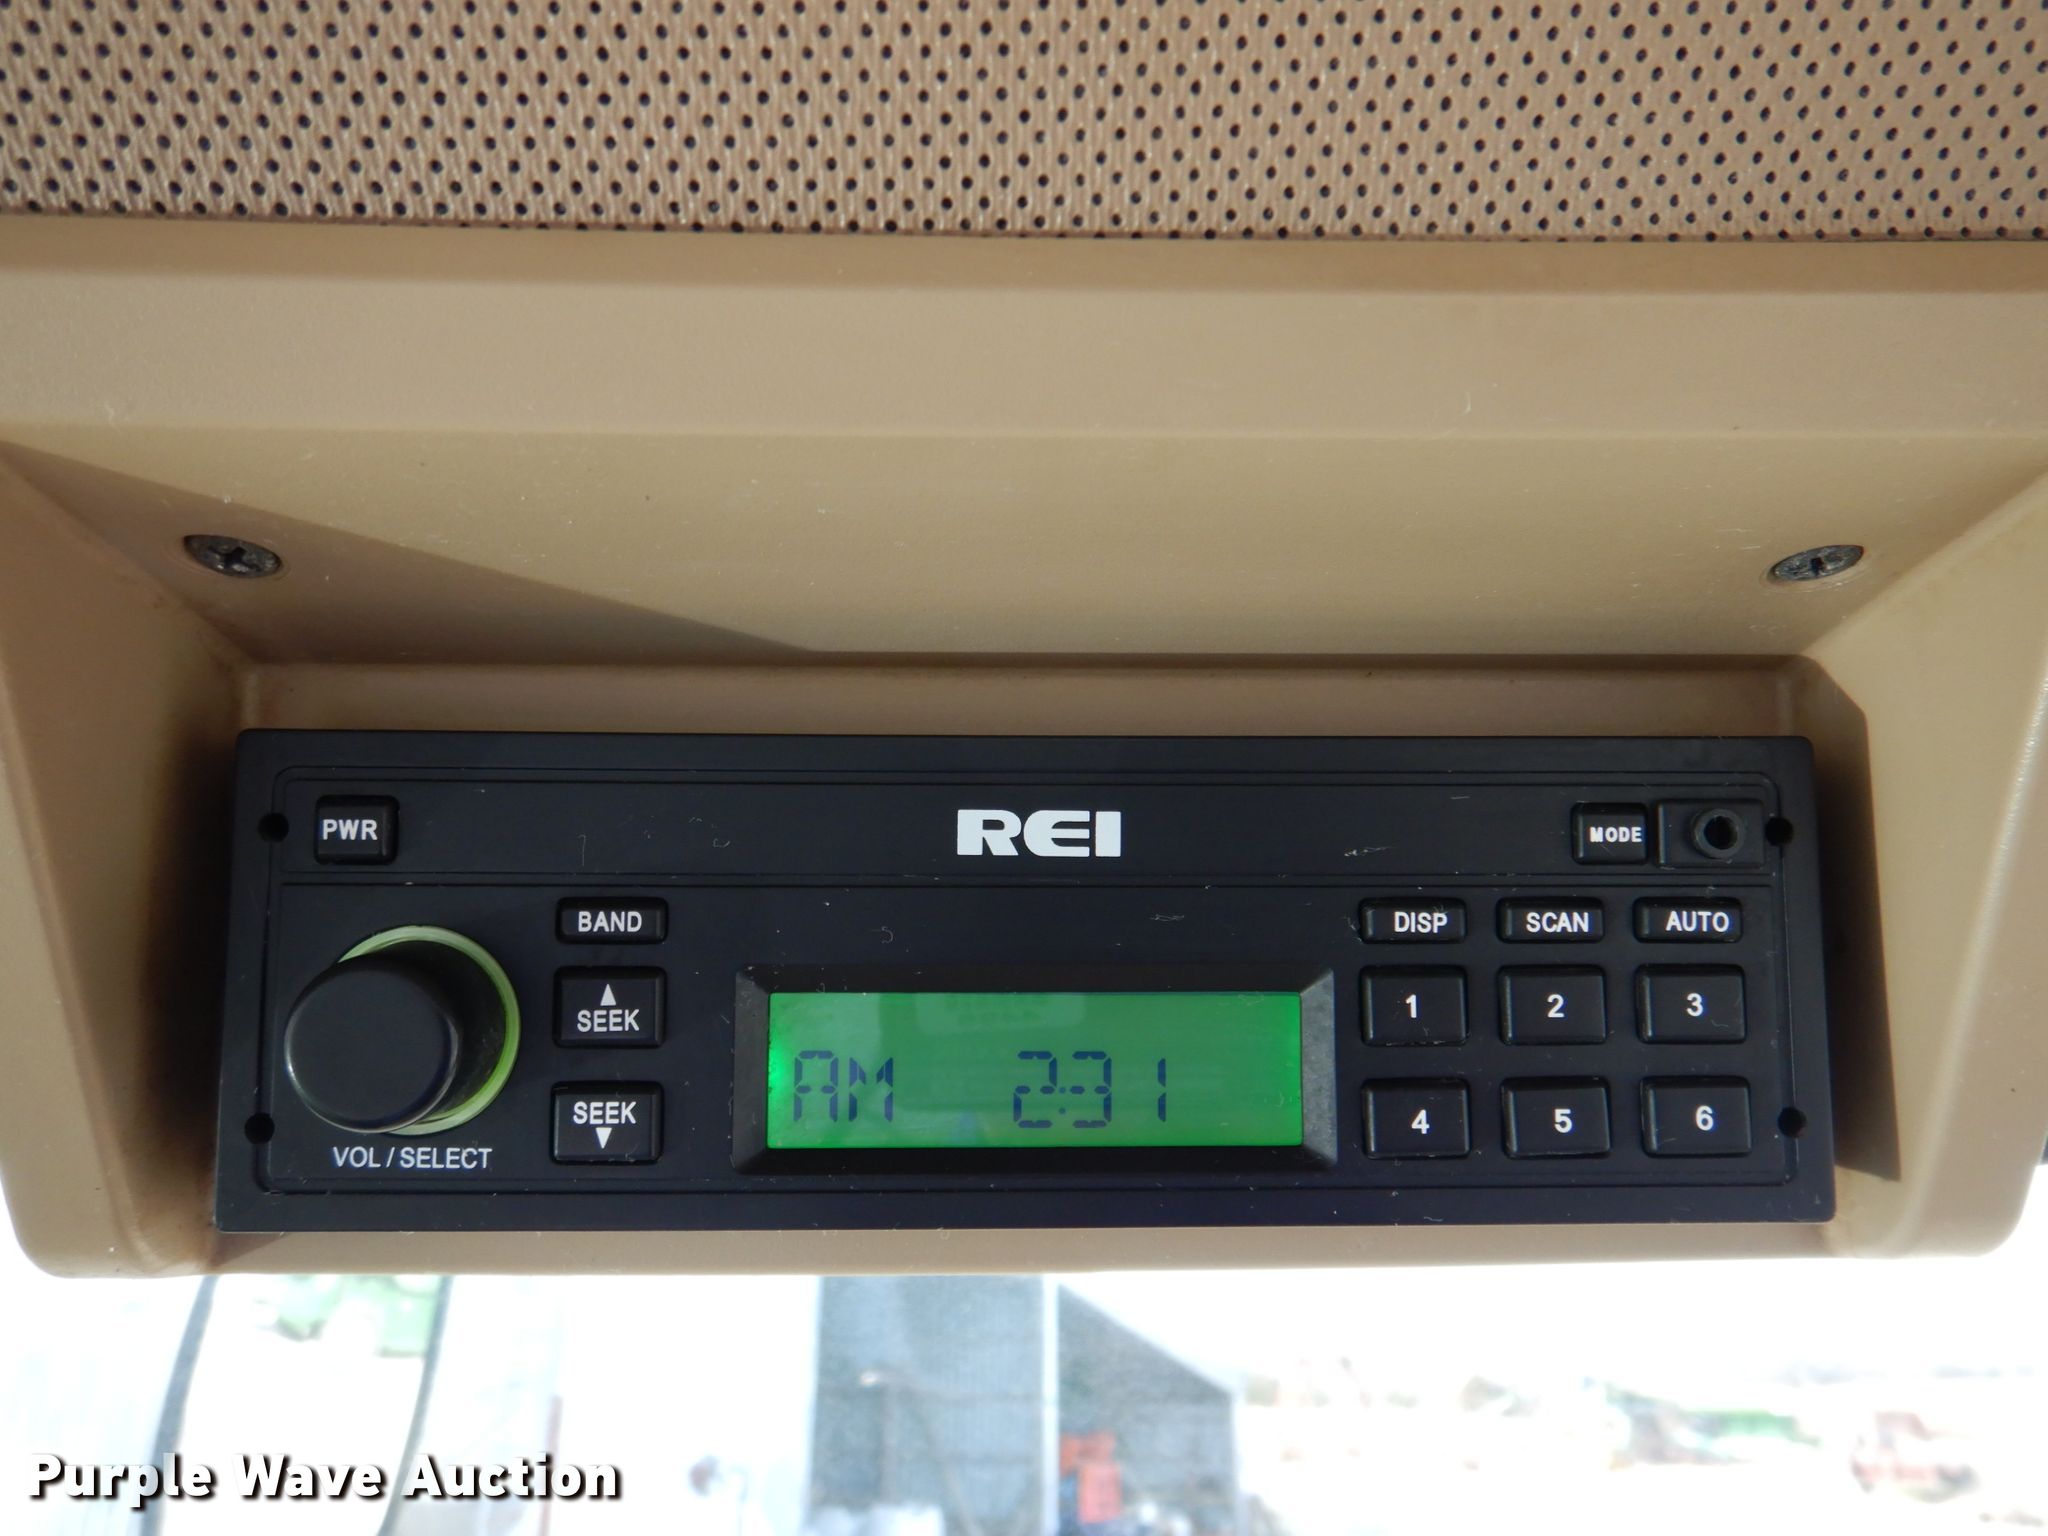 REI
PWR
MODE
BAND
DISP SCAN AUTO
SEEK
1 2 3
AM 2:31
SEEK
4 5 6
VOL / SELECT
Purple Wave Auction